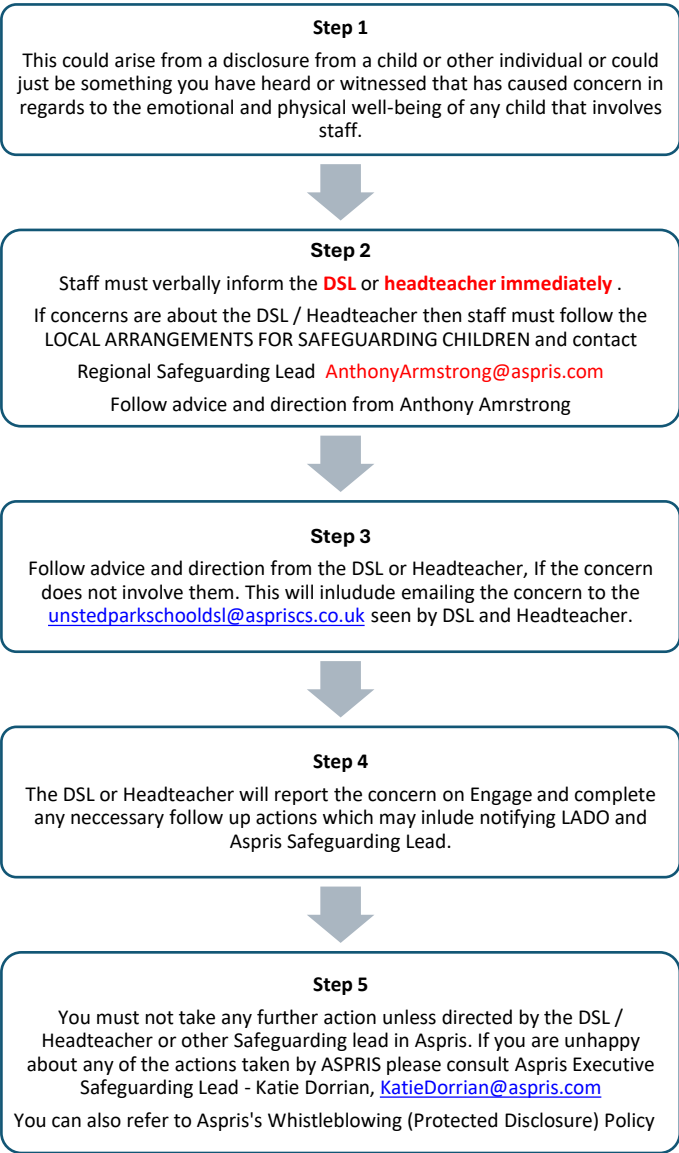 Step 1
This could arise from a disclosure from a child or other individual or could
just be something you have heard or witnessed that has caused concern in
regards to the emotional and physical well-being of any child that involves
staff.
Step 2
Staff must verbally inform the DSL or headteacher immediately .
If concerns are about the DSL / Headteacher then staff must follow the
LOCAL ARRANGEMENTS FOR SAFEGUARDING CHILDREN and contact
Regional Safeguarding Lead AnthonyArmstrong@aspris.com
Follow advice and direction from Anthony Amrstrong
Step 3
Follow advice and direction from the DSL or Headteacher, If the concern
does not involve them. This will inludude emailing the concern to the
unstedparkschooldsl@aspriscs.co.uk seen by DSL and Headteacher.
Step 4
The DSL or Headteacher will report the concern on Engage and complete
any neccessary follow up actions which may inlude notifying LADO and
Aspris Safeguarding Lead.
Step 5
You must not take any further action unless directed by the DSL /
Headteacher or other Safeguarding lead in Aspris. If you are unhappy
about any of the actions taken by ASPRIS please consult Aspris Executive
Safeguarding Lead - Katie Dorrian, KatieDorrian@aspris.com
You can also refer to Aspris's Whistleblowing (Protected Disclosure) Policy